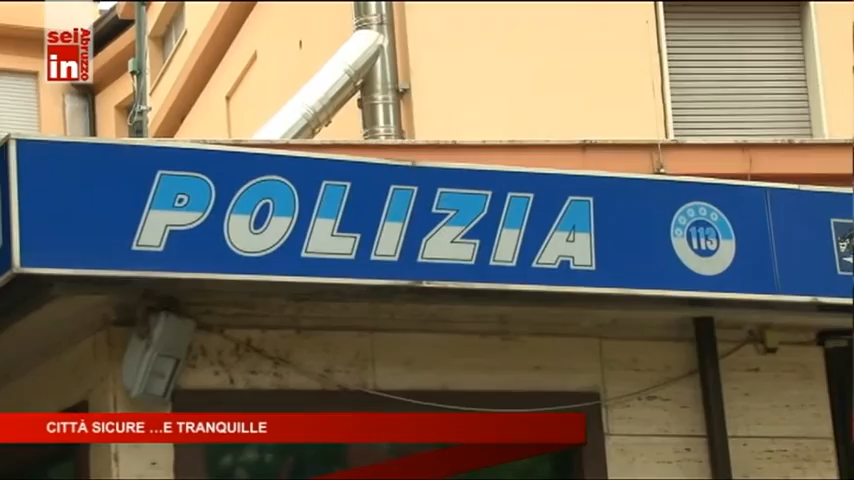 sei
in
Abruzzo
POLIZIA
113
CITTÀ SICURE ...E TRANQUILLE